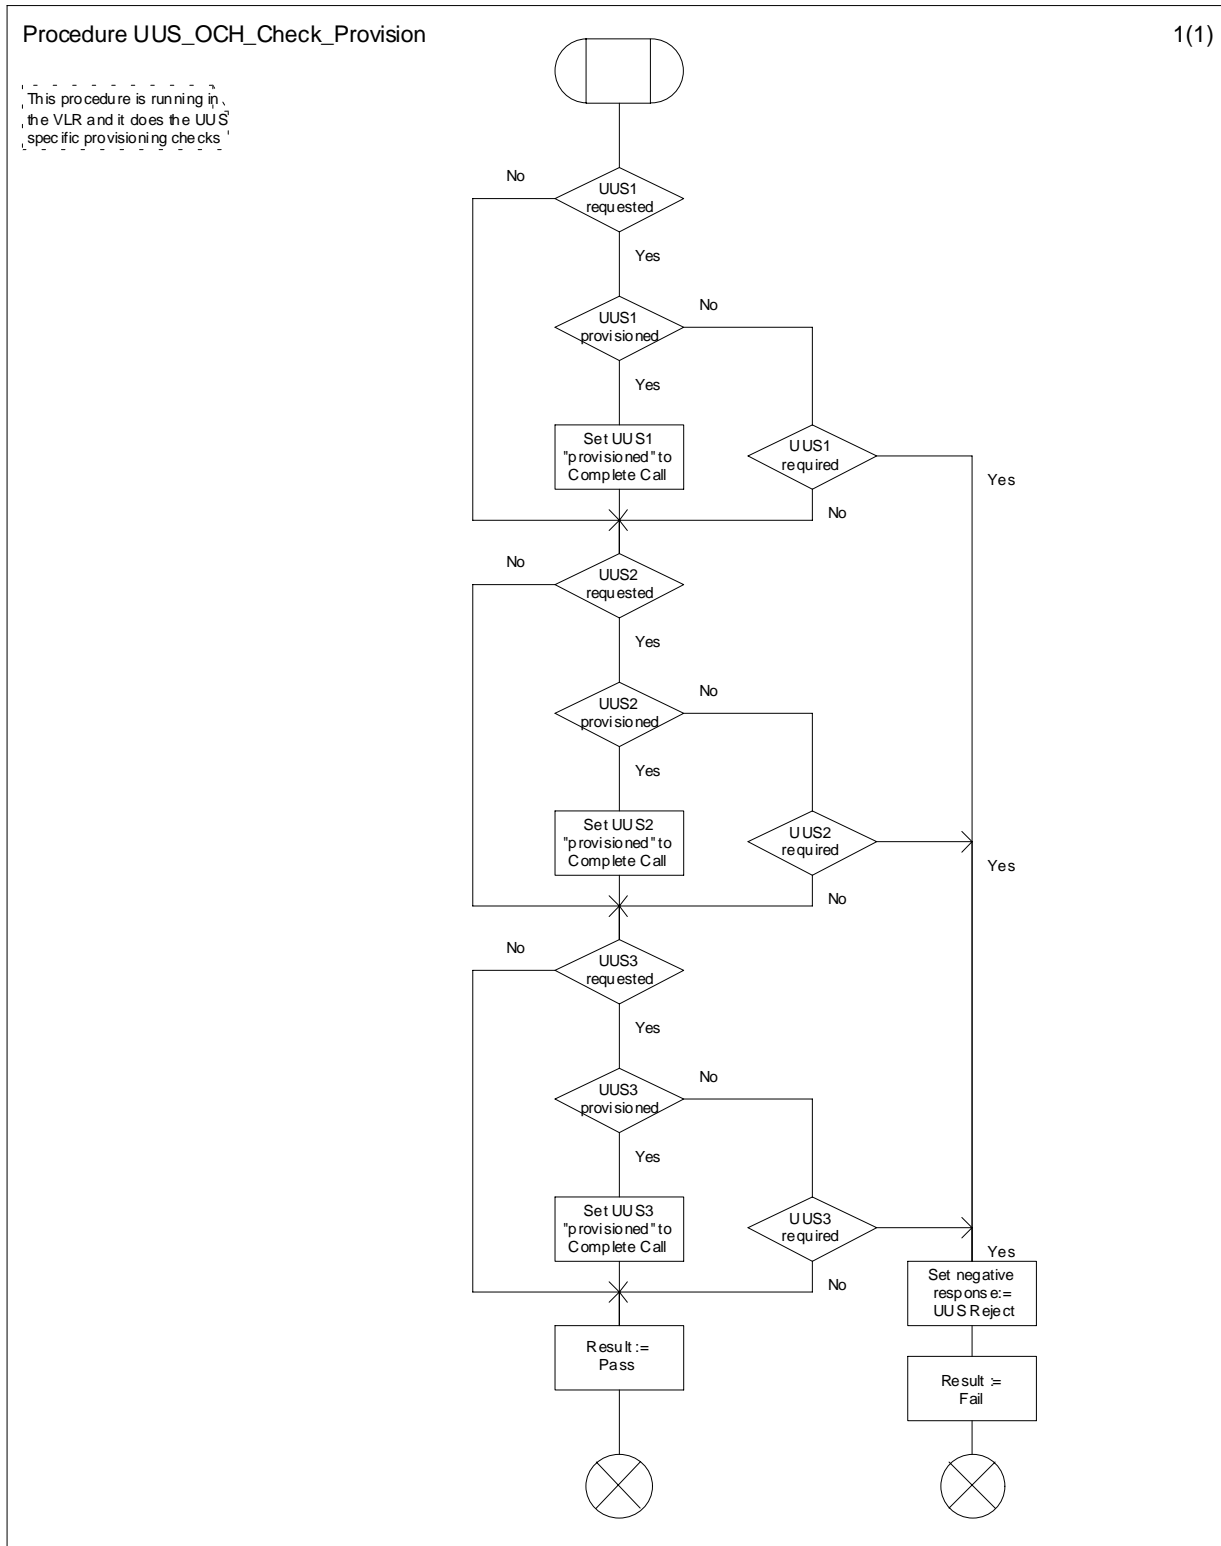 Procedure UUS_OCH_Check_Provision
1(1)
This procedure is running in
the VLR and it does the UUS
specific provisioning checks
No
UUS1
requested
Yes
No
UUS1
provisioned
Yes
Set UUS1
"provisioned" to
Complete Call
UUS1
required
Yes
No
No
UUS2
requested
Yes
No
UUS2
provisioned
Yes
Set UUS2
"provisioned" to
Complete Call
UUS2
required
Yes
No
No
UUS3
requested
Yes
No
UUS3
provisioned
Yes
Set UUS3
"provisioned" to
Complete Call
UUS3
required
Yes
No
Set negative
response:=
UUS Reject
Result :=
Pass
Result :=
Fail